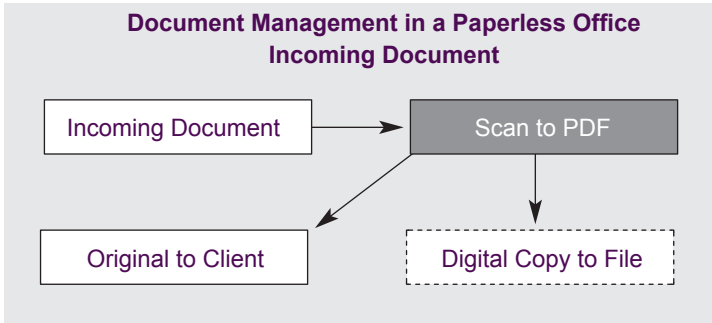 Document Management in a Paperless Office
Incoming Document
Incoming Document
Scan to PDF
Original to Client
Digital Copy to File